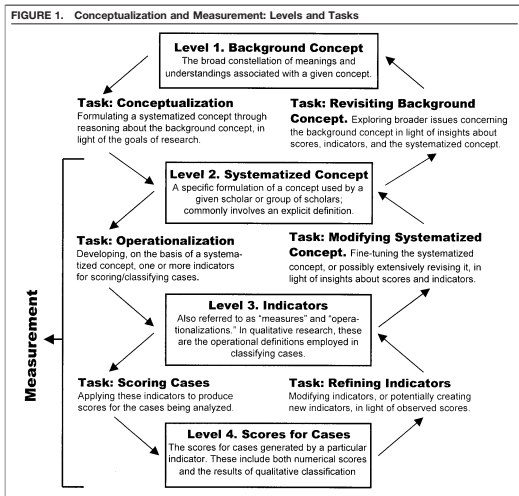 FIGURE 1. Conceptualization and Measurement: Levels and Tasks
Level 1. Background Concept
The broad constellation of meanings and
understandings associated with a given concept.
Task: Conceptualization
Formulating a systematized concept through
reasoning about the background concept, in
light of the goals of research.
Task: Revisiting Background
Concept. Exploring broader issues concerning
the background concept in light of insights about
scores, indicators, and the systematized concept.
Level 2. Systematized Concept
A specific formulation of a concept used by a
given scholar or group of scholars;
commonly involves an explicit definition.
Task: Operationalization
Developing, on the basis of a systema-
tized concept, one or more indicators
for scoring/classifying cases.
Task: Modifying Systematized
Concept. Fine-tuning the systematized
concept, or possibly extensively revising it, in
light of insights about scores and indicators.
Level 3. Indicators
Also referred to as “measures” and “opera-
tionalizations.” In qualitative research, these
are the operational definitions employed in
classifying cases.
Task: Scoring Cases
Applying these indicators to produce
scores for the cases being analyzed.
Task: Refining Indicators
Modifying indicators, or potentially creating
new indicators, in light of observed scores.
Level 4. Scores for Cases
The scores for cases generated by a particular
indicator. These include both numerical scores
and the results of qualitative classification
Measurement